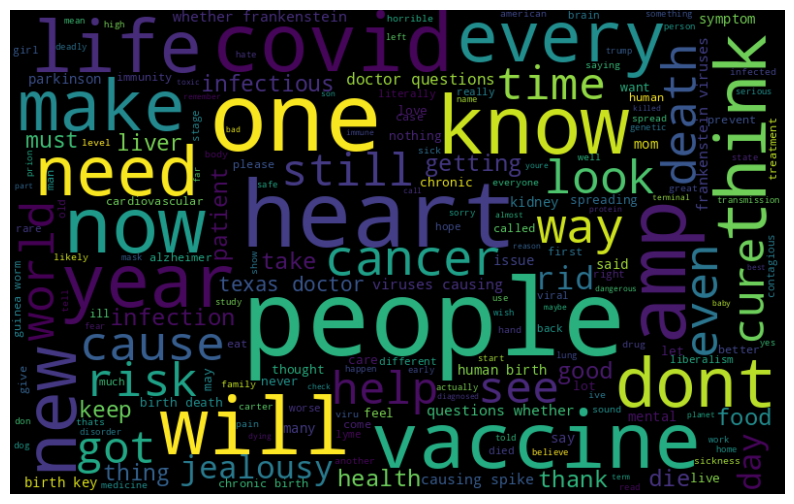 life
covid
every
whether frankenstein
horrible
american
brain
something
symptom
girl
high
mean
deadly
immunity
hate
left
trump
person
saying
parkinson
infectious
doctor questions
time
want
human
infected
serious
make
one
know
death
think
literally
love
case
nothing
really
name
killed
spread
genetic
prevent
must
level
liver
toxic
remember
son
bad
immune
sick
mom
need
still
getting
look
stage
prion
body
please
chronic
well
youre
everyone
spreading
state
treatment
frankenstein viruses
part
man
cardiovascular
patient
far
safe
call
kidney
great
terminal
transmission
now
heart
way
amp
cure
rare
old
sorry
almost
protein
hope
called
first
right
best
world
likely
mask
alzheimer
take
cancer
issue
said
even
contagious
year
texas doctor
viruses causing
rid
reason
dangerous
maybe
baby
yes
guinea worm
tell
ill
study
show
use
wish
viral
hand
back
drug
let
better
infection
fear
people
cause
eat
thought
care
different
start
lung
good
liberalism
give
new
risk
much
may
never
happen
early
human birth
lot
dont
help
see
family
check
actually
diagnosed
ive
planet
don
thats
keep
birth death
carter
worse
viru
feel
questions whether
sound
mental
food
day
disorder
will
pain
many
lyme
come
vaccine
told
say
work
home
dog
got
thing
jealousy
dying
another
died
believe
sickness
birth key
medicine
chronic birth
health
causing spike
thank
term
read
die
live